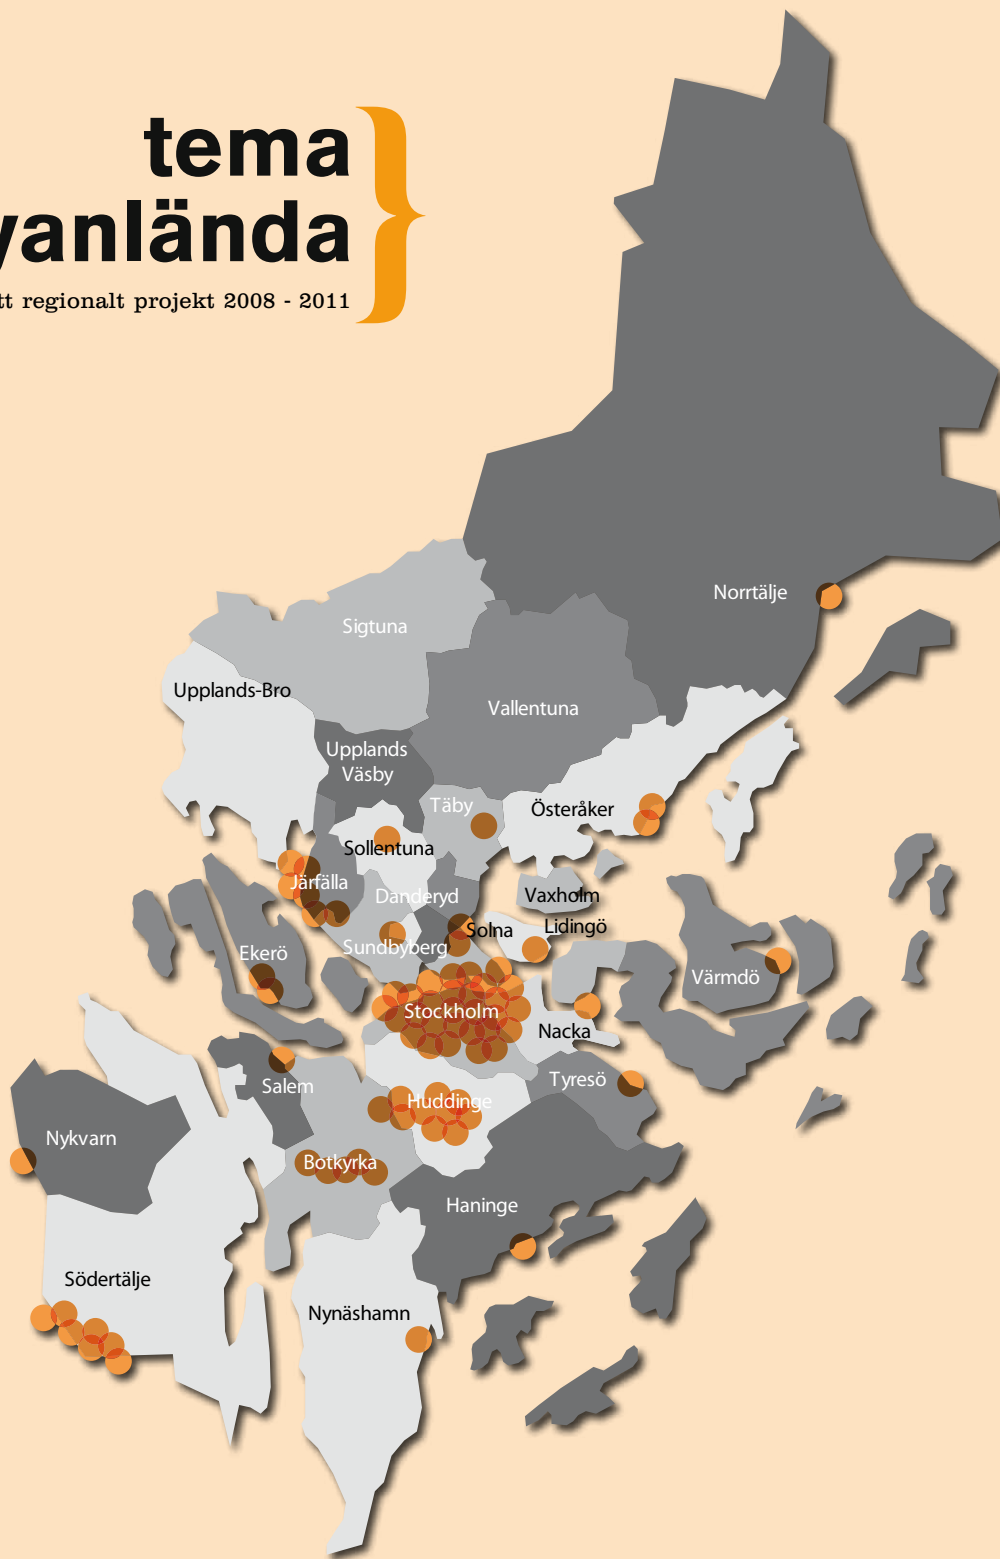 tema
yanlända
tt regionalt projekt 2008 - 2011
Norrtälje
Sigtuna
Upplands-Bro
Vallentuna
Upplands
Väsby
Täby
Österåker
Sollentuna
Järfälla
Danderyd
Vaxholm
Solna
Lidingö
Sundbyberg
Ekerö
Värmdö
Stockholm
Nacka
Tyresö
Salem
Huddinge
Nykvarn
Botkyrka
Haninge
Södertälje
Nynäshamn